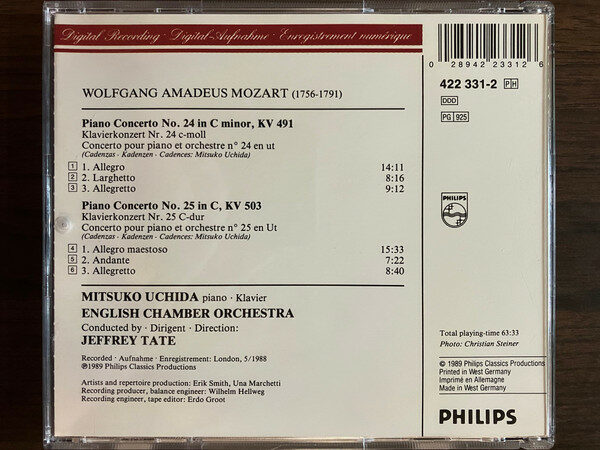 Digital Recording · Digital-Aufnahme · Enregistrement numérique
WOLFGANG AMADEUS MOZART (1756-1791)
Piano Concerto No. 24 in C minor, KV 491
Klavierkonzert Nr. 24 c-moll
Concerto pour piano et orchestre n° 24 en ut
(Cadenzas - Kadenzen - Cadences: Mitsuko Uchida)
1 1. Allegro 14:11
2 2. Larghetto 8:16
3 3. Allegretto 9:12
Piano Concerto No. 25 in C, KV 503
Klavierkonzert Nr. 25 C-dur
Concerto pour piano et orchestre n° 25 en Ut
(Cadenzas - Kadenzen - Cadences: Mitsuko Uchida)
4 1. Allegro maestoso 15:33
5 2. Andante 7:22
6 3. Allegretto 8:40
MITSUKO UCHIDA piano · Klavier
ENGLISH CHAMBER ORCHESTRA
Conducted by · Dirigent · Direction:
JEFFREY TATE
Recorded · Aufnahme · Enregistrement: London, 5/1988
℗1989 Philips Classics Productions
Artists and repertoire production: Erik Smith, Una Marchetti
Recording producer, balance engineer: Wilhelm Hellweg
Recording engineer, tape editor: Erdo Groot
0 28942 23312 6
422 331-2 PH
DDD
PG 925
PHILIPS
Total playing-time 63:33
Photo: Christian Steiner
© 1989 Philips Classics Productions
Printed in West Germany
Imprimé en Allemagne
Made in West Germany
PHILIPS